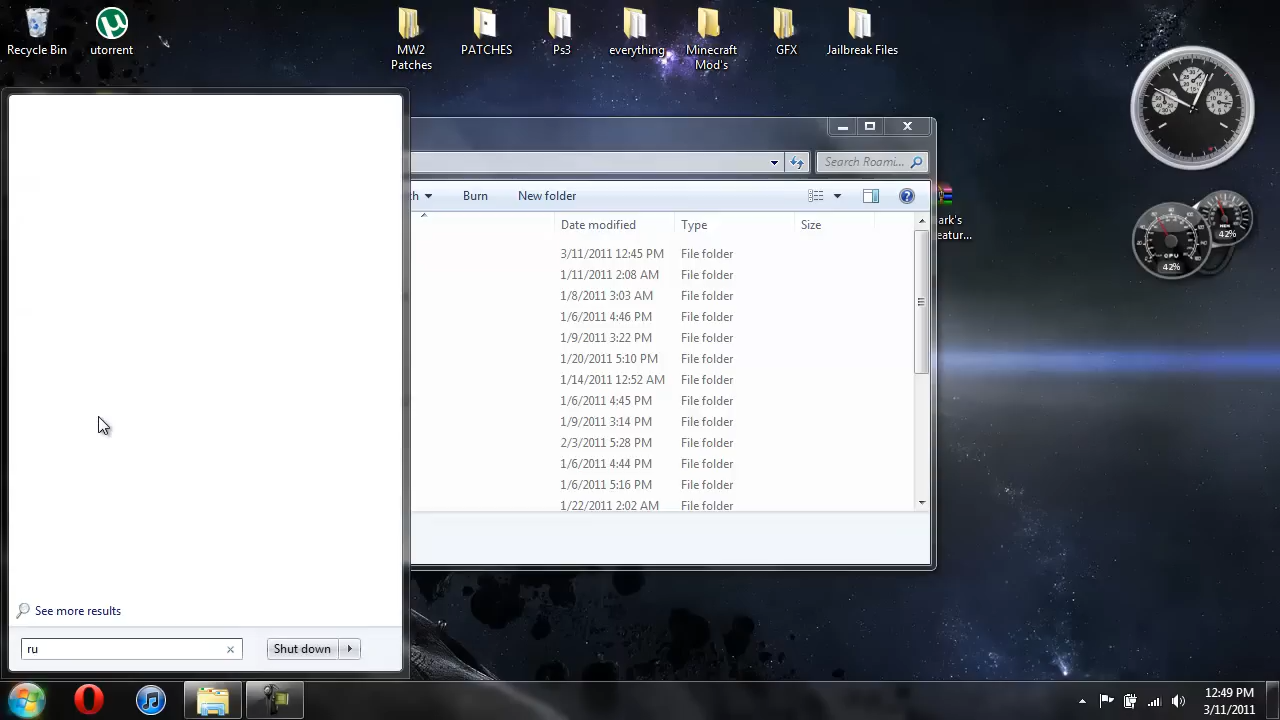 Recycle Bin
utorrent
MW2
Patches
PATCHES
Ps3
everything
Minecraft
Mod's
GFX
Jailbreak Files
Search Roami...
Burn
New folder
Date modified
Type
Size
3/11/2011 12:45 PM File folder
1/11/2011 2:08 AM File folder
1/8/2011 3:03 AM File folder
1/6/2011 4:46 PM File folder
1/9/2011 3:22 PM File folder
1/20/2011 5:10 PM File folder
1/14/2011 12:52 AM File folder
1/6/2011 4:45 PM File folder
1/9/2011 3:14 PM File folder
2/3/2011 5:28 PM File folder
1/6/2011 4:44 PM File folder
1/6/2011 5:16 PM File folder
1/22/2011 2:02 AM File folder
ark's
eatur...
CPU
42%
MEM
42%
See more results
ru
Shut down
12:49 PM
3/11/2011